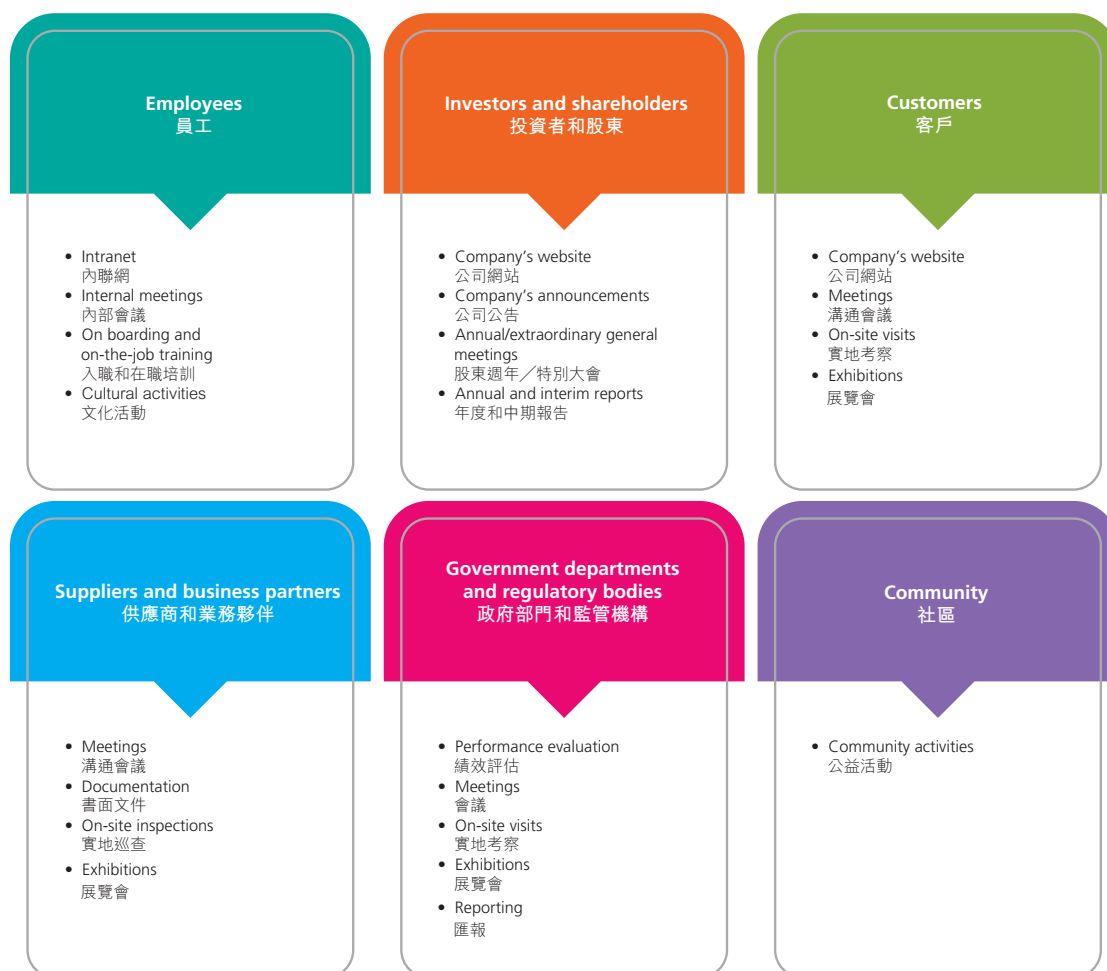 Employees
員工
• Intranet
內聯網
• Internal meetings
內部會議
• On boarding and
on-the-job training
入職和在職培訓
• Cultural activities
文化活動
Investors and shareholders
投資者和股東
• Company's website
公司網站
• Company's announcements
公司公告
• Annual/extraordinary general
meetings
股東週年╱特別大會
• Annual and interim reports
年度和中期報告
Customers
客戶
• Company's website
公司網站
• Meetings
溝通會議
• On-site visits
實地考察
• Exhibitions
展覽會
Suppliers and business partners
供應商和業務夥伴
• Meetings
溝通會議
• Documentation
書面文件
• On-site inspections
實地巡查
• Exhibitions
展覽會
Government departments
and regulatory bodies
政府部門和監管機構
• Performance evaluation
績效評估
• Meetings
會議
• On-site visits
實地考察
• Exhibitions
展覽會
• Reporting
匯報
Community
社區
• Community activities
公益活動